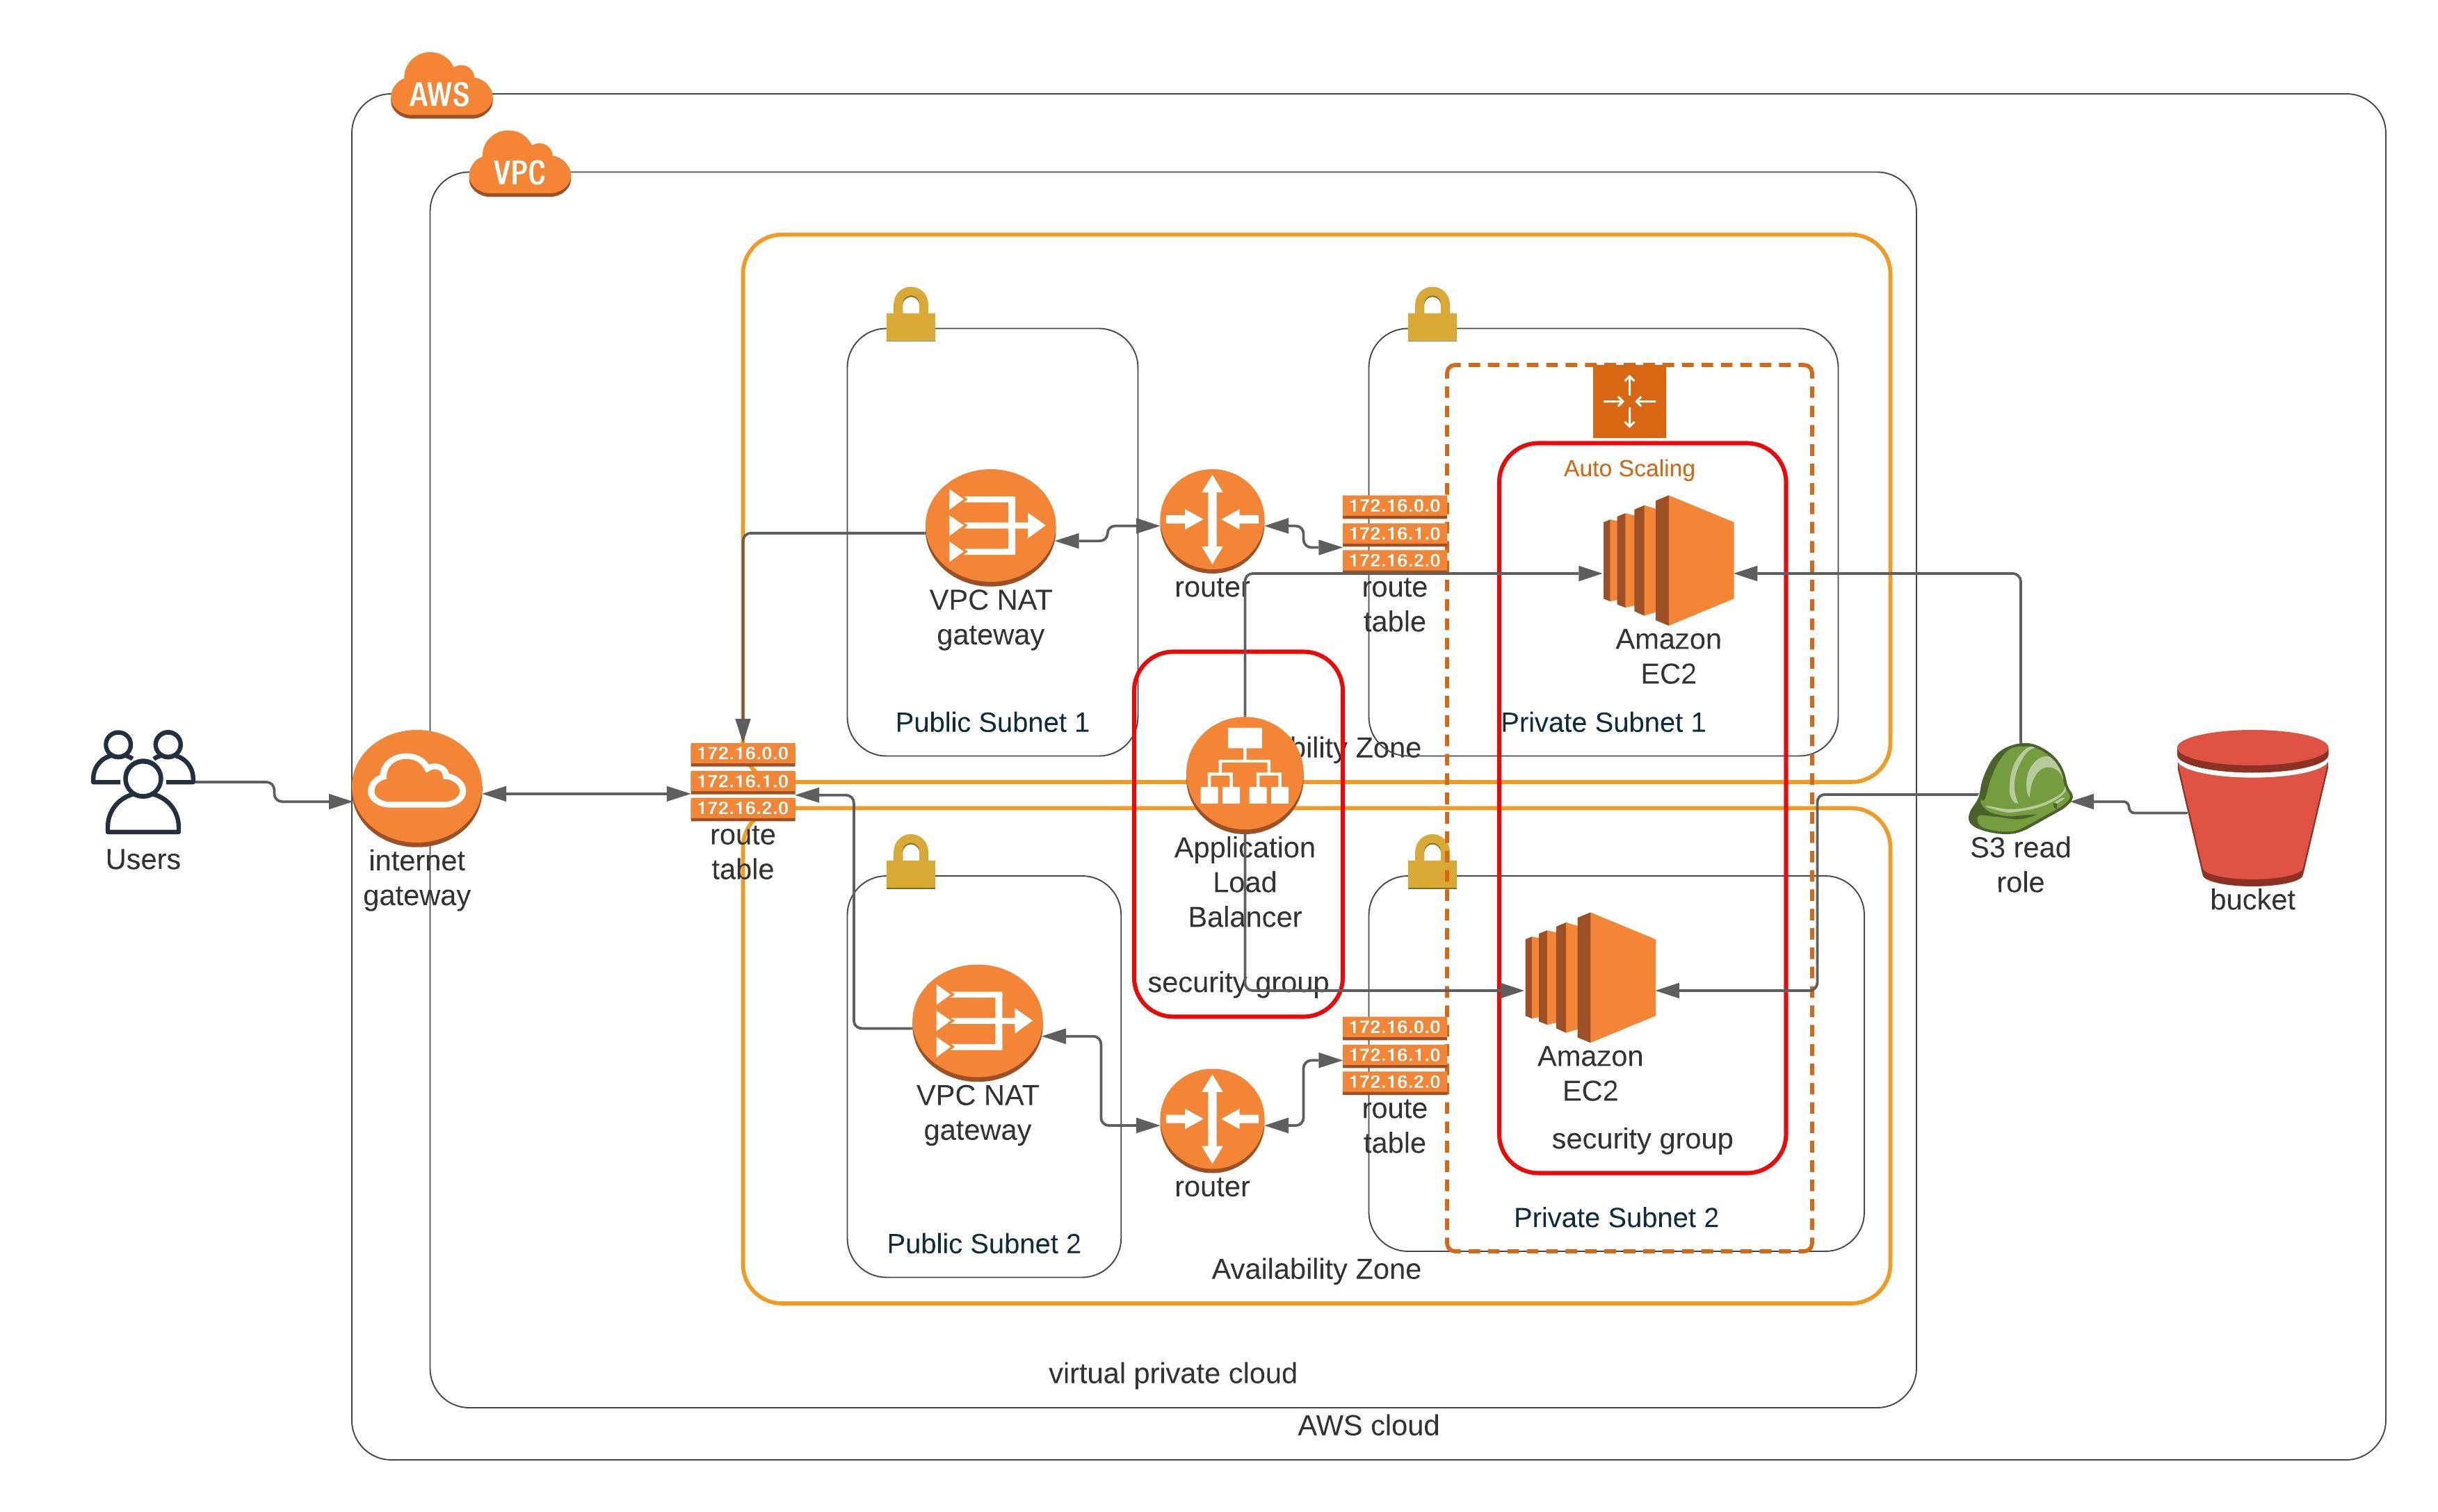 AWS
VPC
Auto Scaling
172.16.0.0
172.16.1.0
172.16.2.0
router
route
table
VPC NAT
gateway
Amazon
EC2
Public Subnet 1
Private Subnet 1
bility Zone
172.16.0.0
172.16.1.0
172.16.2.0
route
table
Users
internet
gateway
Application
Load
Balancer
security group
S3 read
role
bucket
172.16.0.0
172.16.1.0
172.16.2.0
route
table
Amazon
EC2
security group
VPC NAT
gateway
router
Private Subnet 2
Public Subnet 2
Availability Zone
virtual private cloud
AWS cloud